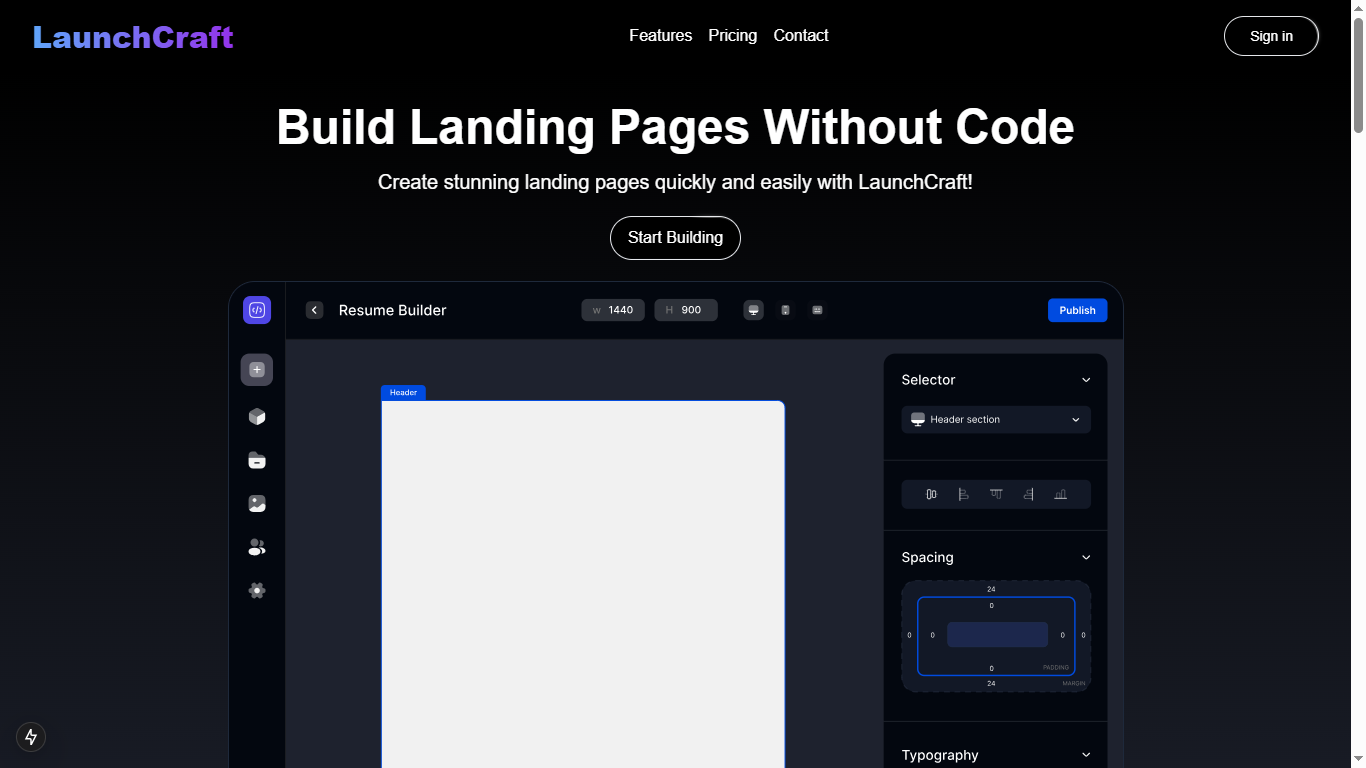 LaunchCraft
Features Pricing Contact
Sign in
Build Landing Pages Without Code
Create stunning landing pages quickly and easily with LaunchCraft!
Start Building
Resume Builder
W 1440
H 900
Publish
Header
Selector
Header section
Spacing
24
0
0 0 0 0
0
PADDING
24
MARGIN
Typography